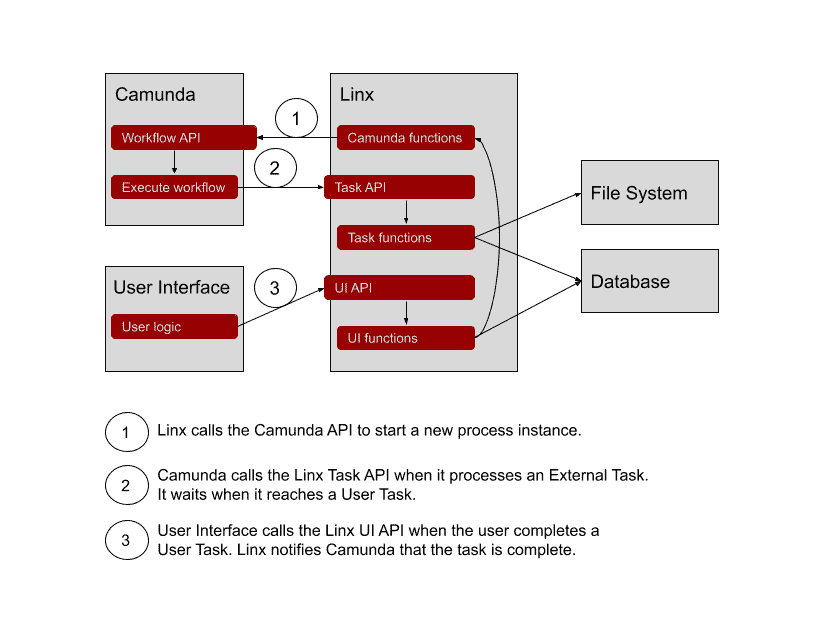 Camunda
Linx
1
Workflow API
Camunda functions
2
Execute workflow
Task API
File System
Task functions
User Interface
3
UI API
Database
User logic
UI functions
1
Linx calls the Camunda API to start a new process instance.
2
Camunda calls the Linx Task API when it processes an External Task.
It waits when it reaches a User Task.
3
User Interface calls the Linx UI API when the user completes a
User Task. Linx notifies Camunda that the task is complete.